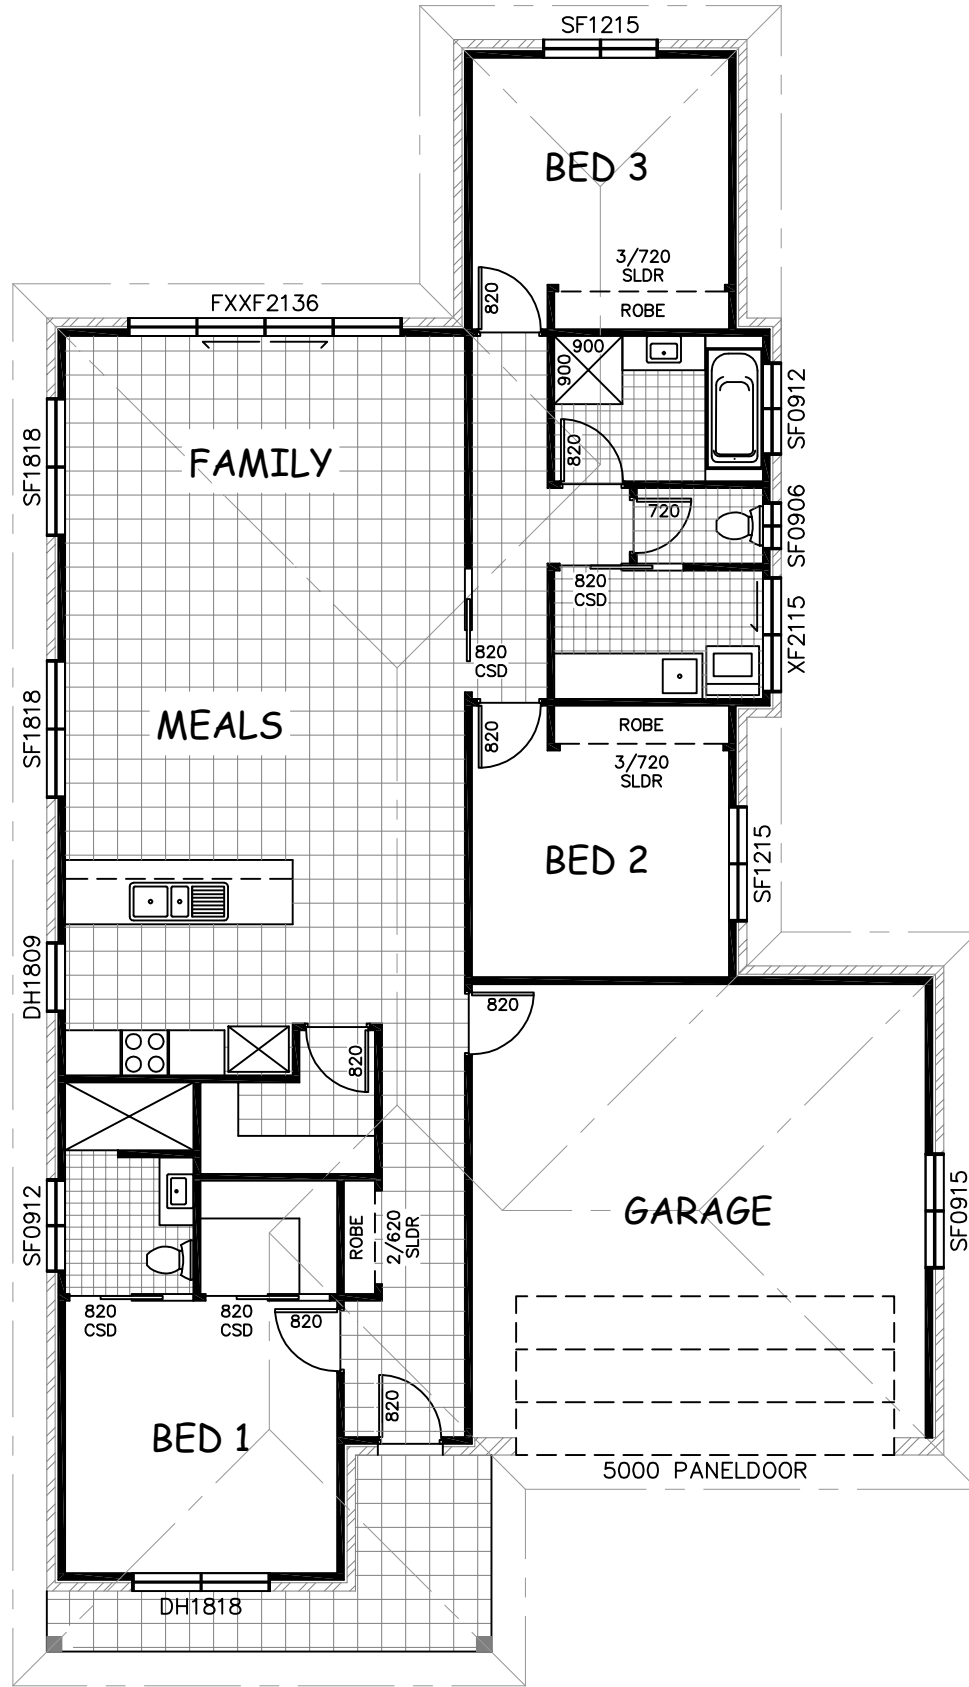 SF1215
BED 3
3/720
SLDR
ROBE
820
FXXF2136
900
900
SF0912
SF1818
FAMILY
820
720
SF0906
820
CSD
XF2115
820
CSD
SF1818
MEALS
820
ROBE
3/720
SLDR
BED 2
SF1215
DH1809
820
820
SF0912
ROBE
2/620
SLDR
GARAGE
SF0915
820
CSD
820
CSD
820
820
BED 1
5000 PANELDOOR
DH1818